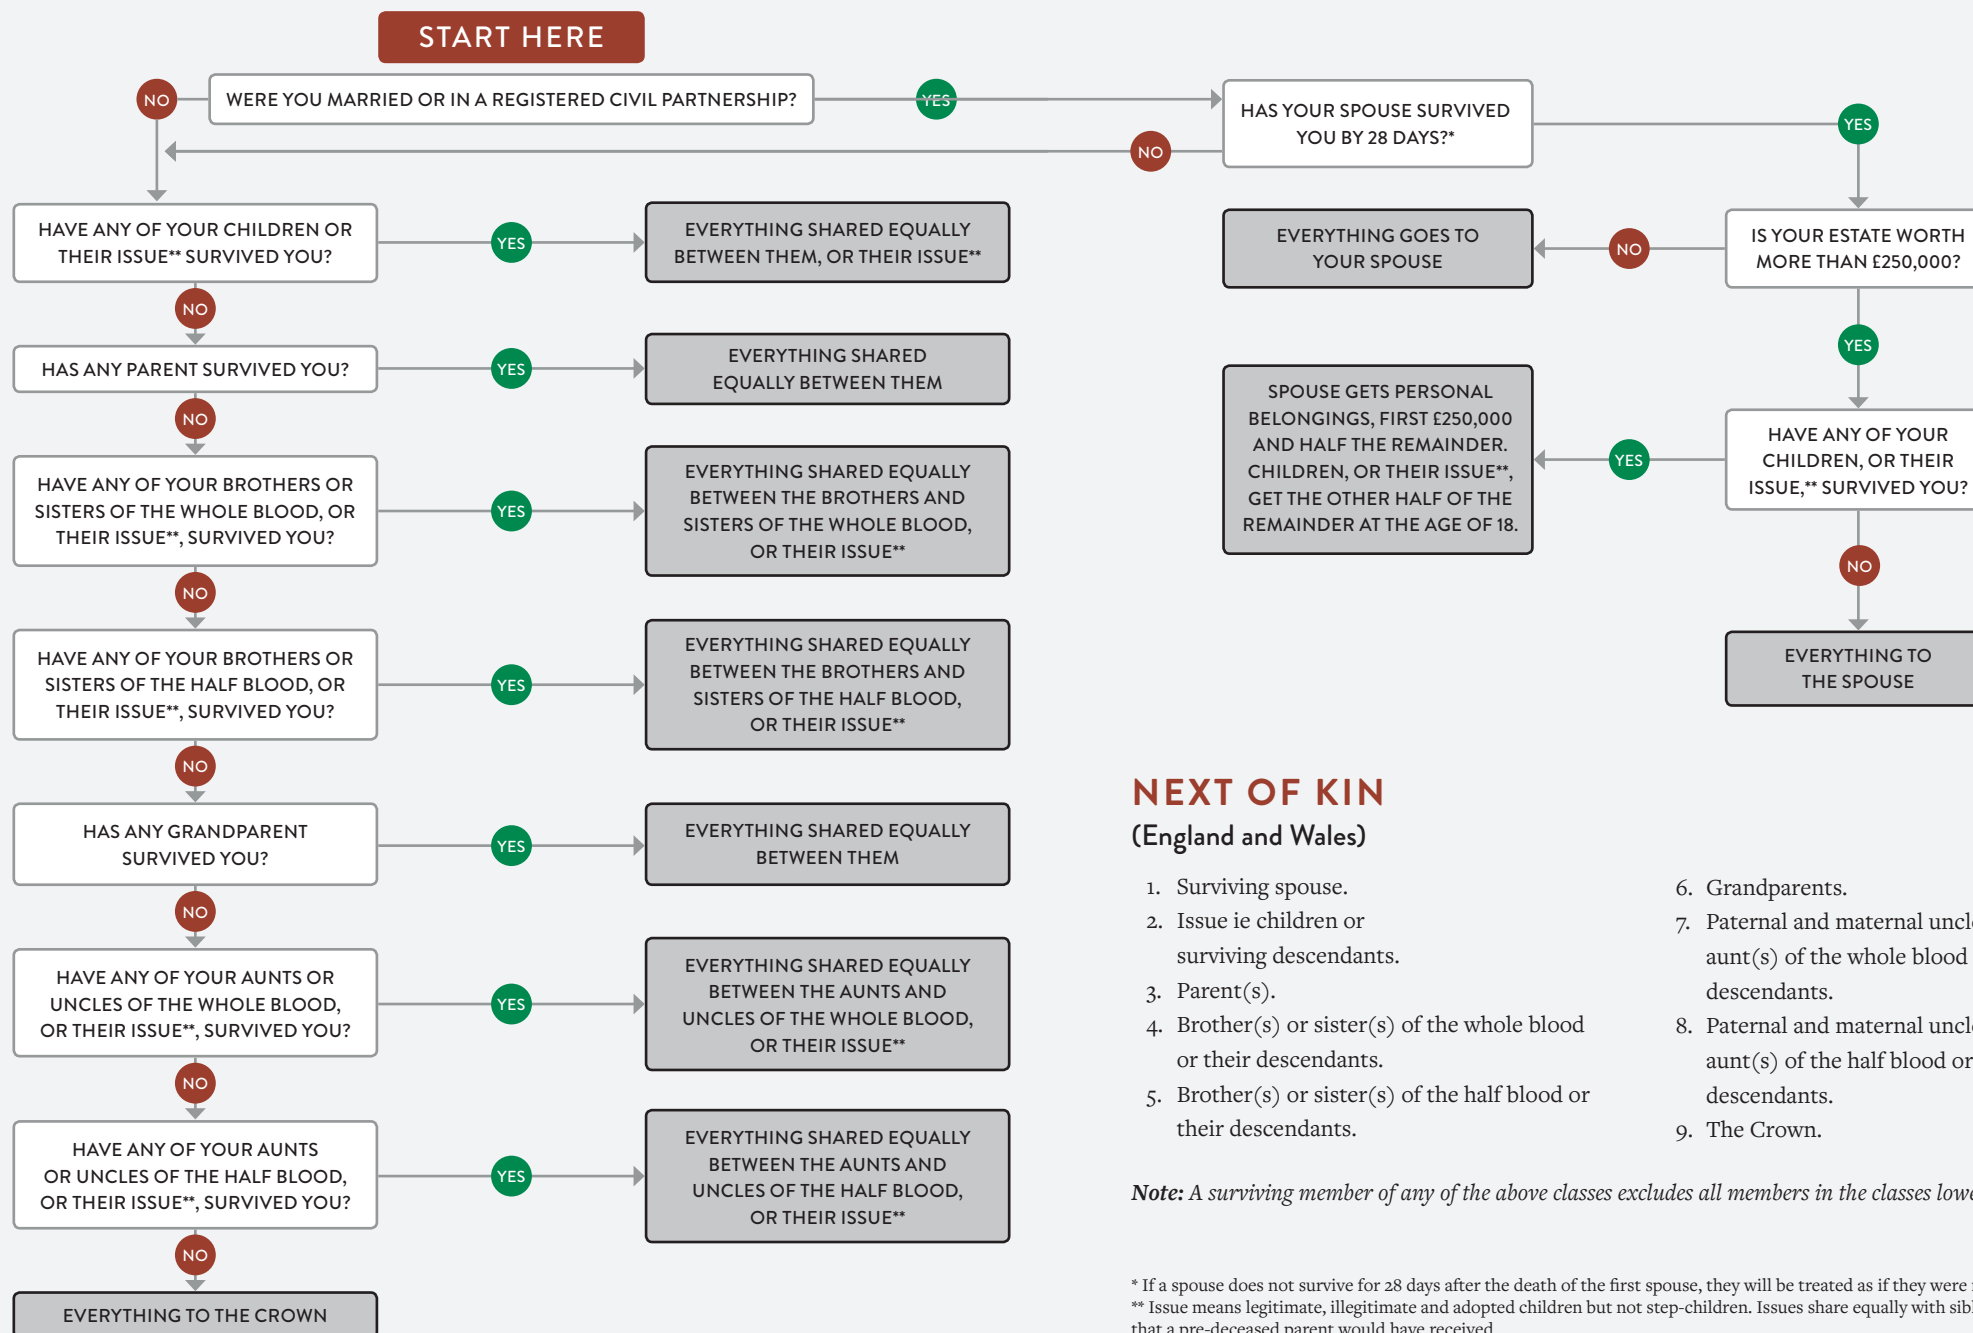 START HERE
NO
WERE YOU MARRIED OR IN A REGISTERED CIVIL PARTNERSHIP?
YES
HAS YOUR SPOUSE SURVIVED
YOU BY 28 DAYS?*
YES
NO
HAVE ANY OF YOUR CHILDREN OR
THEIR ISSUE** SURVIVED YOU?
YES
EVERYTHING SHARED EQUALLY
BETWEEN THEM, OR THEIR ISSUE**
EVERYTHING GOES TO
YOUR SPOUSE
NO
IS YOUR ESTATE WORTH
MORE THAN £250,000?
NO
YES
HAS ANY PARENT SURVIVED YOU?
YES
EVERYTHING SHARED
EQUALLY BETWEEN THEM
SPOUSE GETS PERSONAL
BELONGINGS, FIRST £250,000
AND HALF THE REMAINDER.
CHILDREN, OR THEIR ISSUE**,
GET THE OTHER HALF OF THE
REMAINDER AT THE AGE OF 18.
YES
HAVE ANY OF YOUR
CHILDREN, OR THEIR
ISSUE,** SURVIVED YOU?
NO
HAVE ANY OF YOUR BROTHERS OR
SISTERS OF THE WHOLE BLOOD, OR
THEIR ISSUE**, SURVIVED YOU?
YES
EVERYTHING SHARED EQUALLY
BETWEEN THE BROTHERS AND
SISTERS OF THE WHOLE BLOOD,
OR THEIR ISSUE**
NO
EVERYTHING TO
THE SPOUSE
NO
HAVE ANY OF YOUR BROTHERS OR
SISTERS OF THE HALF BLOOD, OR
THEIR ISSUE**, SURVIVED YOU?
YES
EVERYTHING SHARED EQUALLY
BETWEEN THE BROTHERS AND
SISTERS OF THE HALF BLOOD,
OR THEIR ISSUE**
NO
HAS ANY GRANDPARENT
SURVIVED YOU?
YES
EVERYTHING SHARED EQUALLY
BETWEEN THEM
NO
HAVE ANY OF YOUR AUNTS OR
UNCLES OF THE WHOLE BLOOD,
OR THEIR ISSUE**, SURVIVED YOU?
YES
EVERYTHING SHARED EQUALLY
BETWEEN THE AUNTS AND
UNCLES OF THE WHOLE BLOOD,
OR THEIR ISSUE**
NO
HAVE ANY OF YOUR AUNTS
OR UNCLES OF THE HALF BLOOD,
OR THEIR ISSUE**, SURVIVED YOU?
YES
EVERYTHING SHARED EQUALLY
BETWEEN THE AUNTS AND
UNCLES OF THE HALF BLOOD,
OR THEIR ISSUE**
NO
EVERYTHING TO THE CROWN
NEXT OF KIN
(England and Wales)
1. Surviving spouse.
2. Issue ie children or
surviving descendants.
3. Parent(s).
4. Brother(s) or sister(s) of the whole blood
or their descendants.
5. Brother(s) or sister(s) of the half blood or
their descendants.
6. Grandparents.
7. Paternal and maternal
aunt(s) of the whole blood
descendants.
8. Paternal and maternal
aunt(s) of the half blood or
descendants.
9. The Crown.
Note: A surviving member of any of the above classes excludes all members in the classes
* If a spouse does not survive for 28 days after the death of the first spouse, they will be treated as if they were
** Issue means legitimate, illegitimate and adopted children but not step-children. Issues share equally with
that a pre-deceased parent would have received